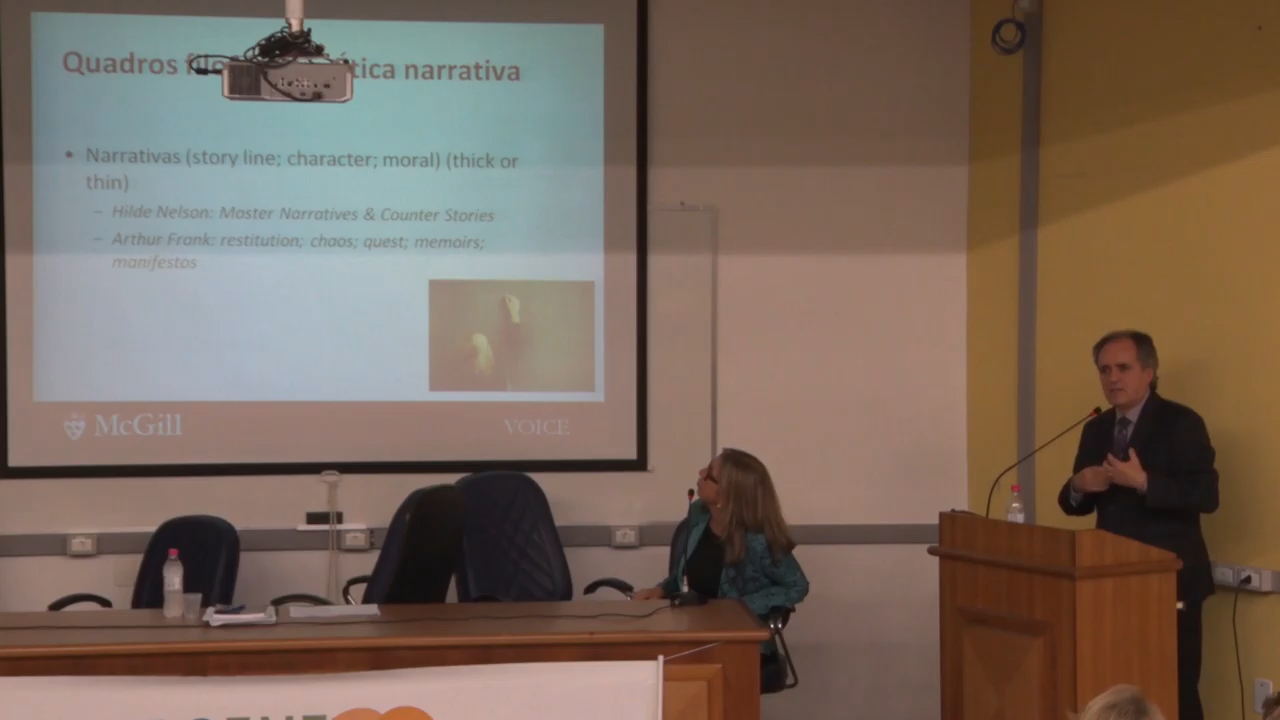 Quadros ética narrativa
• Narrativas (story line; character; moral) (thick or
thin)
– Hilde Nelson: Master Narratives & Counter Stories
– Arthur Frank: restitution; chaos; quest; memoirs;
manifestos
McGill
VOICE